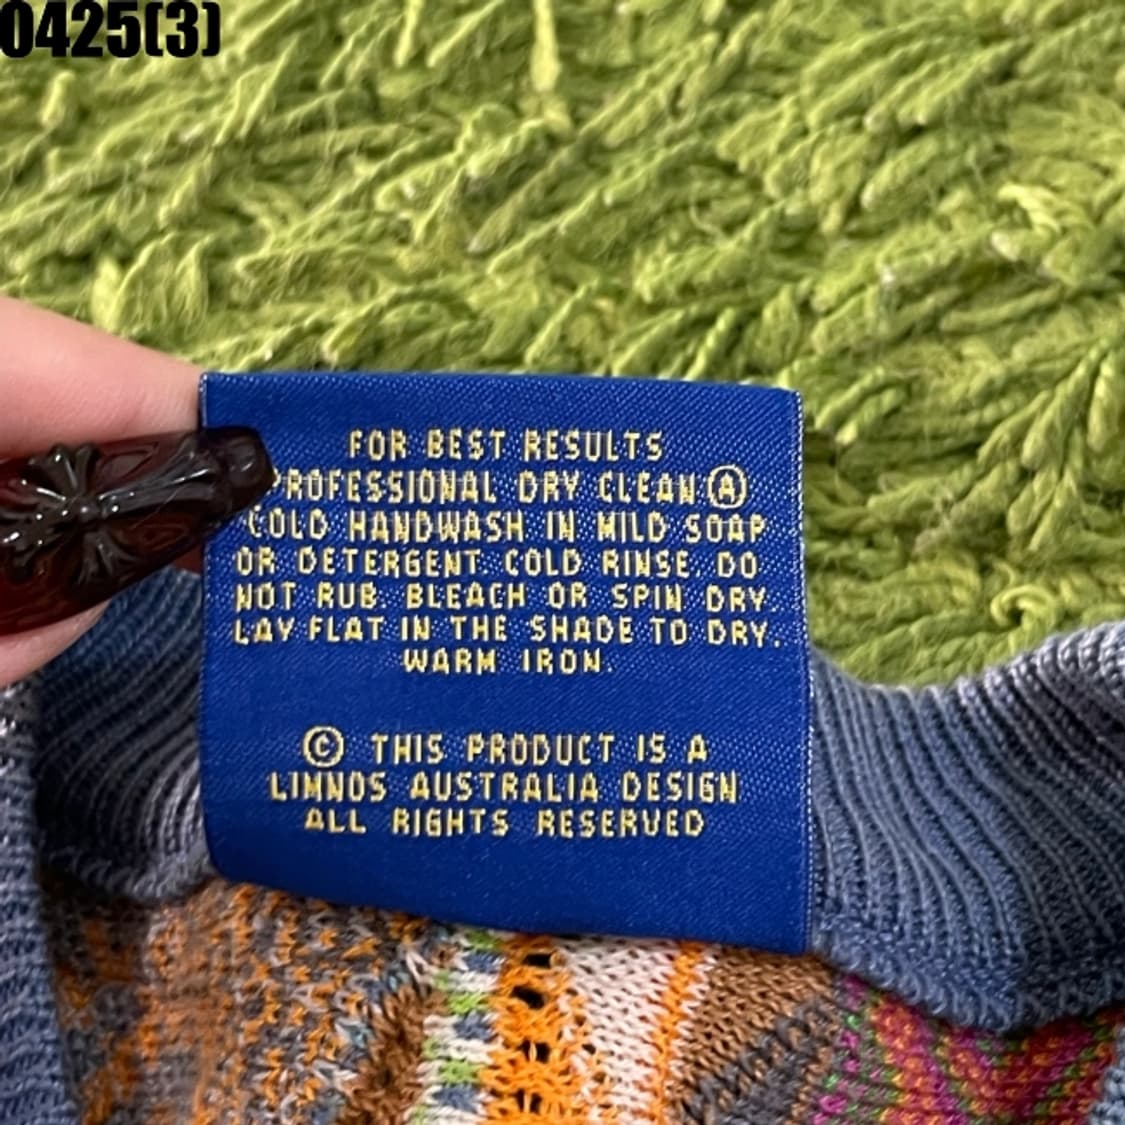 0425(3)
FOR BEST RESULTS
PROFESSIONAL DRY CLEAN Ⓐ
COLD HANDWASH IN MILD SOAP
OR DETERGENT. COLD RINSE. DO
NOT RUB. BLEACH OR SPIN DRY.
LAY FLAT IN THE SHADE TO DRY.
WARM IRON.
© THIS PRODUCT IS A
LIMNOS AUSTRALIA DESIGN
ALL RIGHTS RESERVED